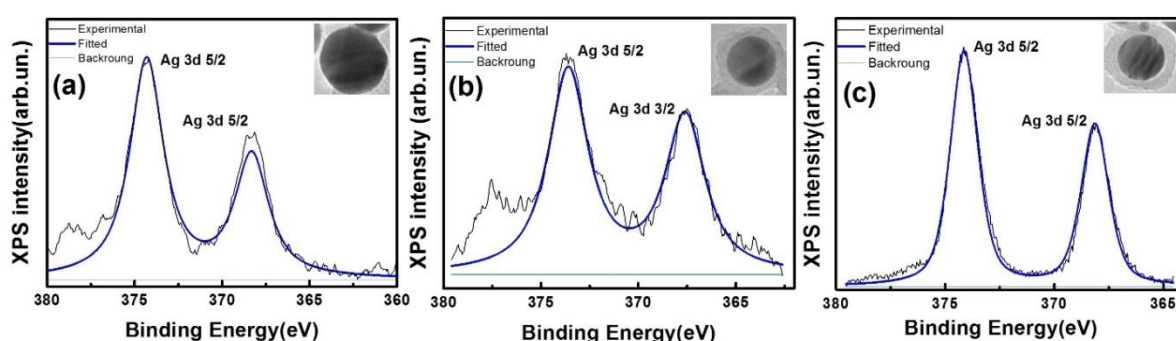 Experimental
Fitted
Backroung
Ag 3d 5/2
(a)
Ag 3d 5/2
XPS intensity(arb.un.)
380 375 370 365 360
Binding Energy(eV)
Experimental
Fitted
Backroung
Ag 3d 5/2
(b)
Ag 3d 3/2
XPS intensity (arb.un.)
380 375 370 365
Binding Energy(eV)
Experimental
Fitted
Backroung
Ag 3d 5/2
(c)
Ag 3d 5/2
XPS intensity(arb.un.)
380 375 370 365
Binding Energy(eV)